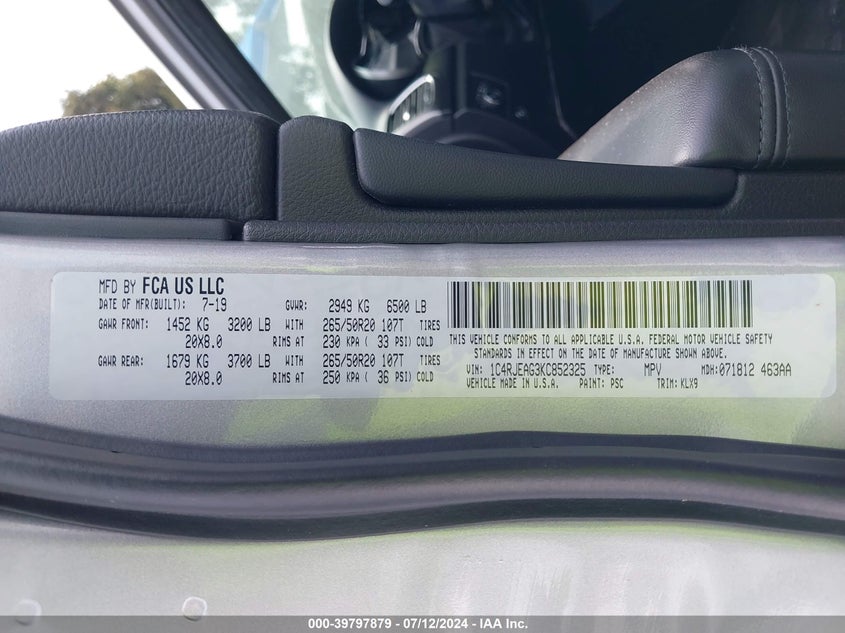 MFD BY FCA US LLC
DATE OF MFR(BUILT): 7-19 GVWR: 2949 KG 6500 LB
GAWR FRONT: 1452 KG 3200 LB WITH 265/50R20 107T TIRES
20X8.0 RIMS AT 230 KPA ( 33 PSI) COLD
GAWR REAR: 1679 KG 3700 LB WITH 265/50R20 107T TIRES
20X8.0 RIMS AT 250 KPA ( 36 PSI) COLD
THIS VEHICLE CONFORMS TO ALL APPLICABLE U.S.A. FEDERAL MOTOR VEHICLE SAFETY
STANDARDS IN EFFECT ON THE DATE OF MANUFACTURE SHOWN ABOVE.
VIN: 1C4RJEAG3KC852325 TYPE: MPV MDH:071812 463AA
VEHICLE MADE IN U.S.A. PAINT: PSC TRIM: KLX9
000-39797879 - 07/12/2024 - IAA Inc.